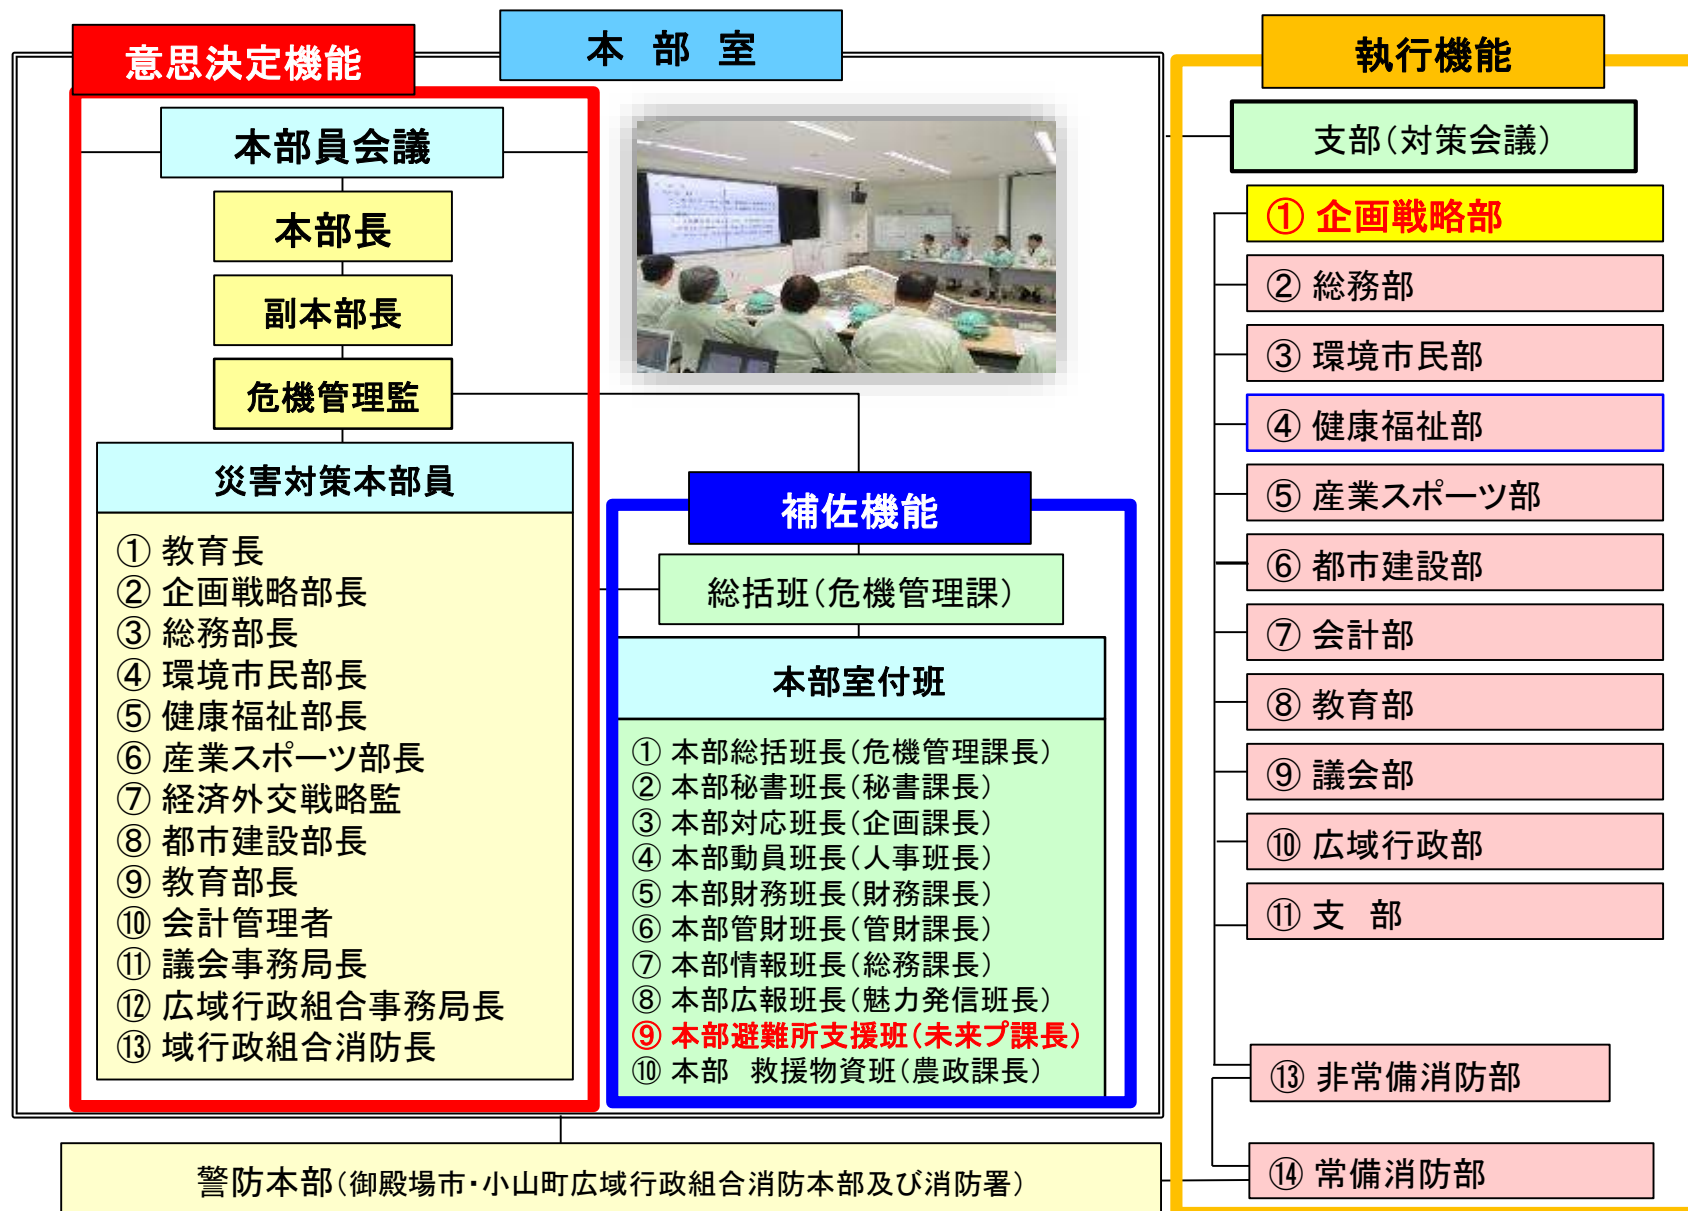 本 部 室
意思決定機能
本部員会議
本部長
副本部長
危機管理監
災害対策本部員
① 教育長
② 企画戦略部長
③ 総務部長
④ 環境市民部長
⑤ 健康福祉部長
⑥ 産業スポーツ部長
⑦ 経済外交戦略監
⑧ 都市建設部長
⑨ 教育部長
⑩ 会計管理者
⑪ 議会事務局長
⑫ 広域行政組合事務局長
⑬ 域行政組合消防長
補佐機能
総括班(危機管理課)
本部室付班
① 本部総括班長(危機管理課長)
② 本部秘書班長(秘書課長)
③ 本部対応班長(企画課長)
④ 本部動員班長(人事班長)
⑤ 本部財務班長(財務課長)
⑥ 本部管財班長(管財課長)
⑦ 本部情報班長(総務課長)
⑧ 本部広報班長(魅力発信班長)
⑨ 本部避難所支援班(未来プ課長)
⑩ 本部　救援物資班(農政課長)
執行機能
支部(対策会議)
① 企画戦略部
② 総務部
③ 環境市民部
④ 健康福祉部
⑤ 産業スポーツ部
⑥ 都市建設部
⑦ 会計部
⑧ 教育部
⑨ 議会部
⑩ 広域行政部
⑪ 支　部
⑬ 非常備消防部
⑭ 常備消防部
警防本部(御殿場市・小山町広域行政組合消防本部及び消防署)